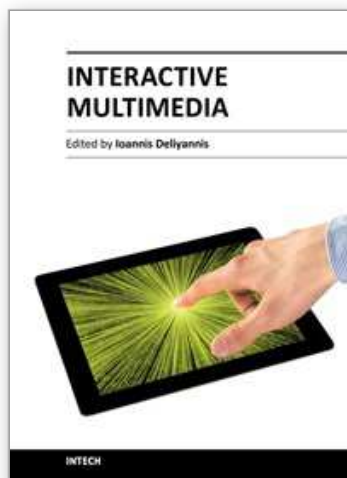 INTERACTIVE
MULTIMEDIA
Edited by Ioannis Deliyannis
INTECH